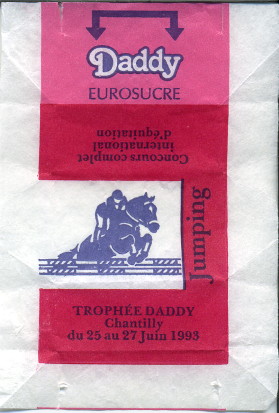 Daddy
EUROSUCRE
Concours complet
international
d'équitation
Jumping
TROPHÉE DADDY
Chantilly
du 25 au 27 Juin 1993